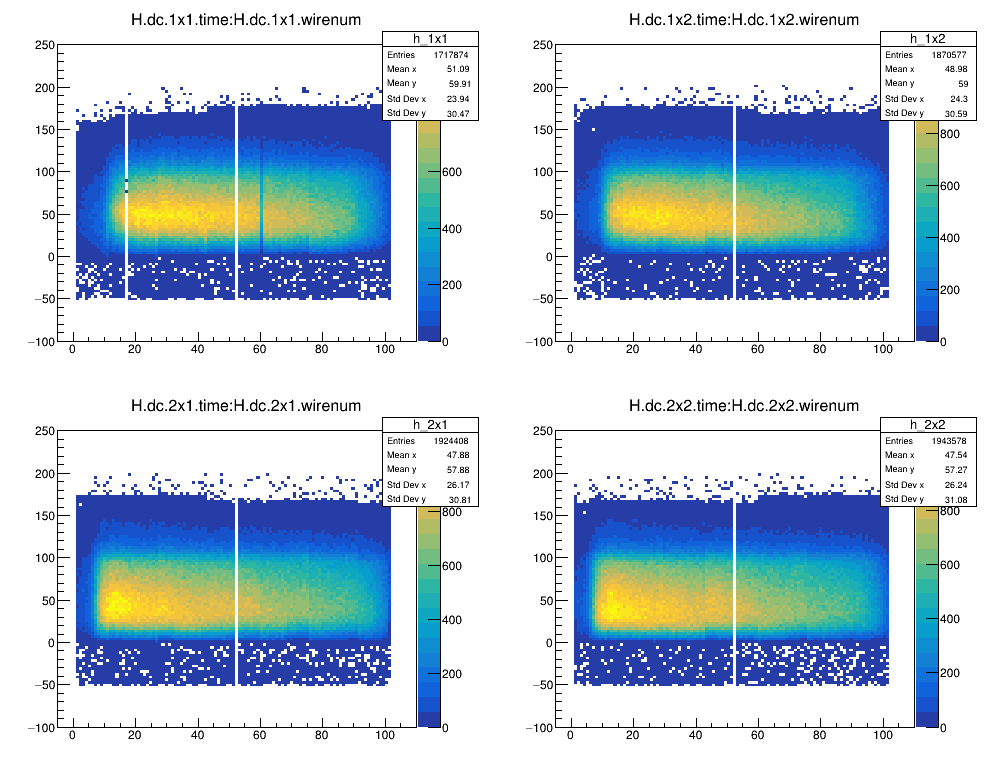 H.dc.1x1.time:H.dc.1x1.wirenum
h_1x1
Entries 1717874
Mean x 51.09
Mean y 59.91
Std Dev x 23.94
Std Dev y 30.47
250
200
150
100
50
0
−50
−100
0 20 40 60 80 100
600
400
200
0
H.dc.1x2.time:H.dc.1x2.wirenum
h_1x2
Entries 1870577
Mean x 48.98
Mean y 59
Std Dev x 24.3
Std Dev y 30.59
250
200
150
100
50
0
−50
−100
0 20 40 60 80 100
800
600
400
200
0
H.dc.2x1.time:H.dc.2x1.wirenum
h_2x1
Entries 1924408
Mean x 47.88
Mean y 57.88
Std Dev x 26.17
Std Dev y 30.81
250
200
150
100
50
0
−50
−100
0 20 40 60 80 100
800
600
400
200
0
H.dc.2x2.time:H.dc.2x2.wirenum
h_2x2
Entries 1943578
Mean x 47.54
Mean y 57.27
Std Dev x 26.24
Std Dev y 31.08
250
200
150
100
50
0
−50
−100
0 20 40 60 80 100
800
600
400
200
0